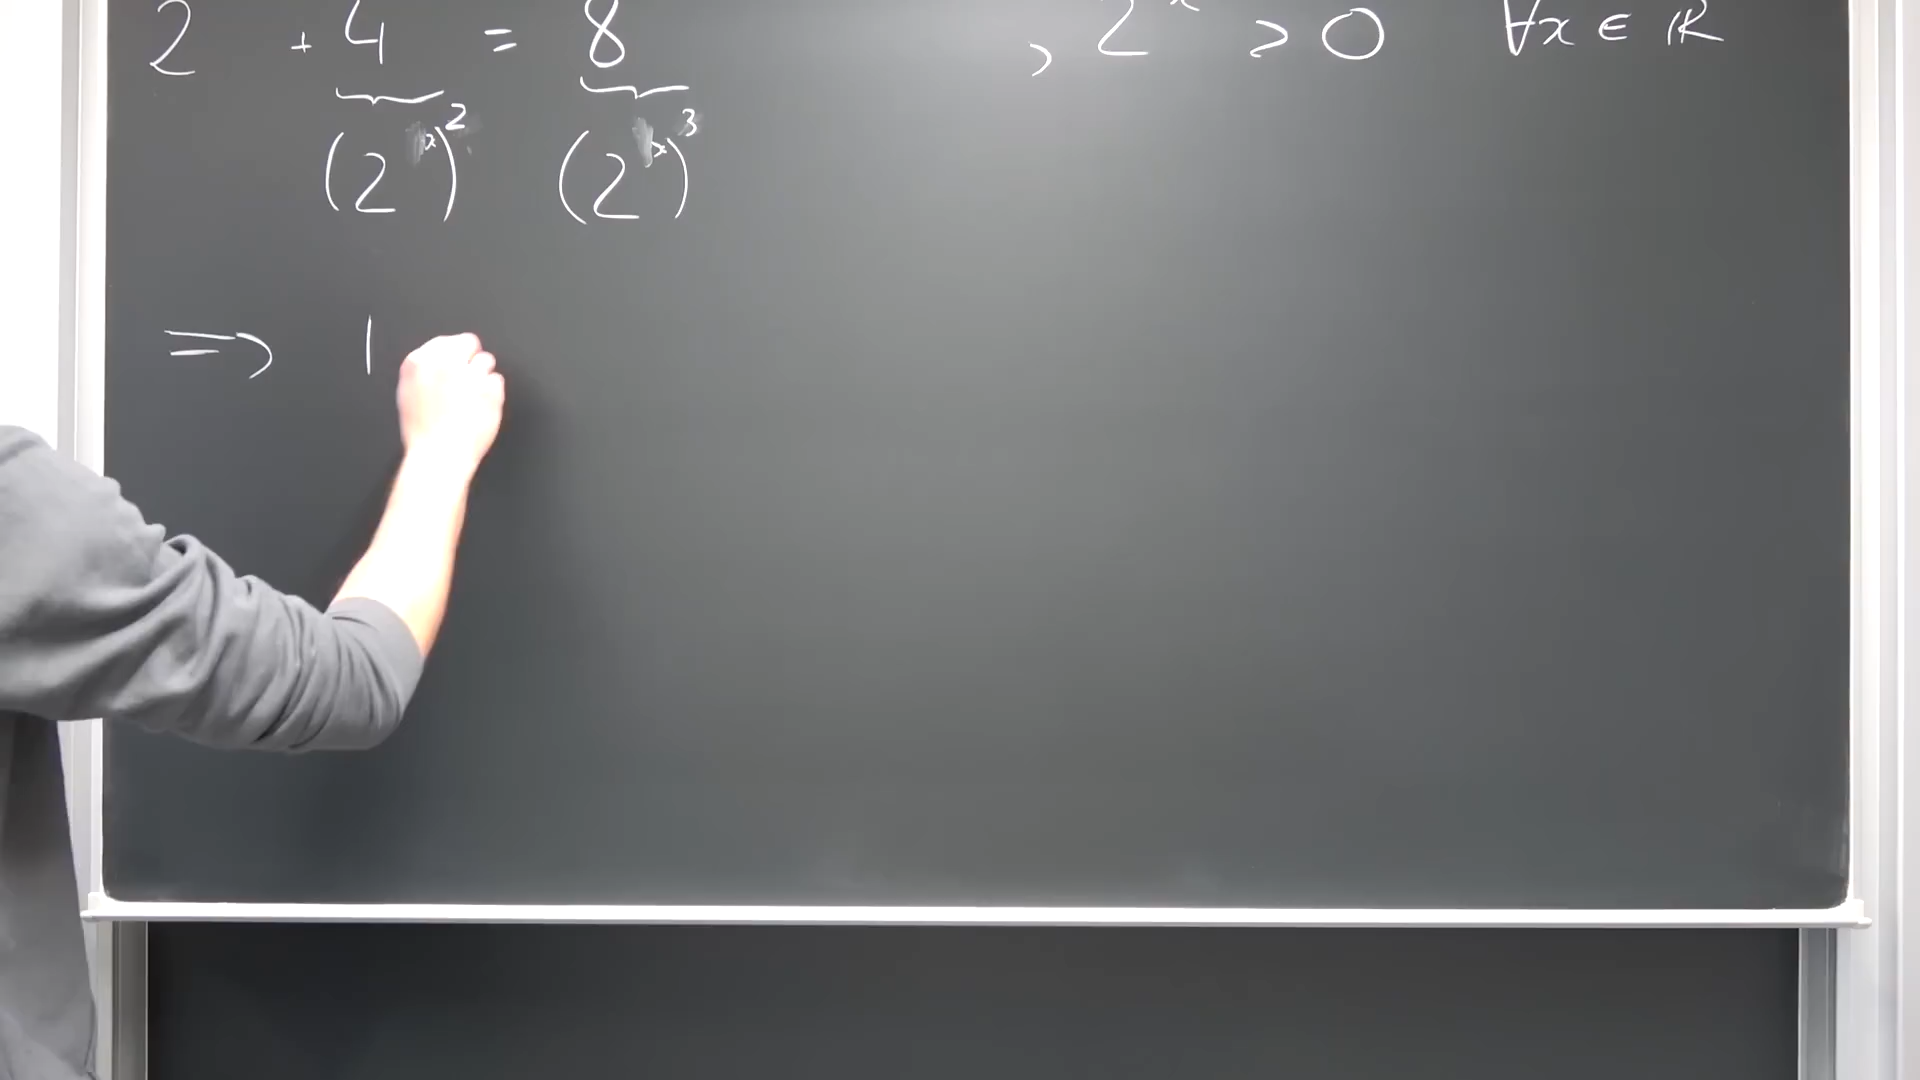 2 + 4 = 8 , 2^x > 0 ∀x ∈ ℝ
(2^x)^2 (2^x)^3
=> 1